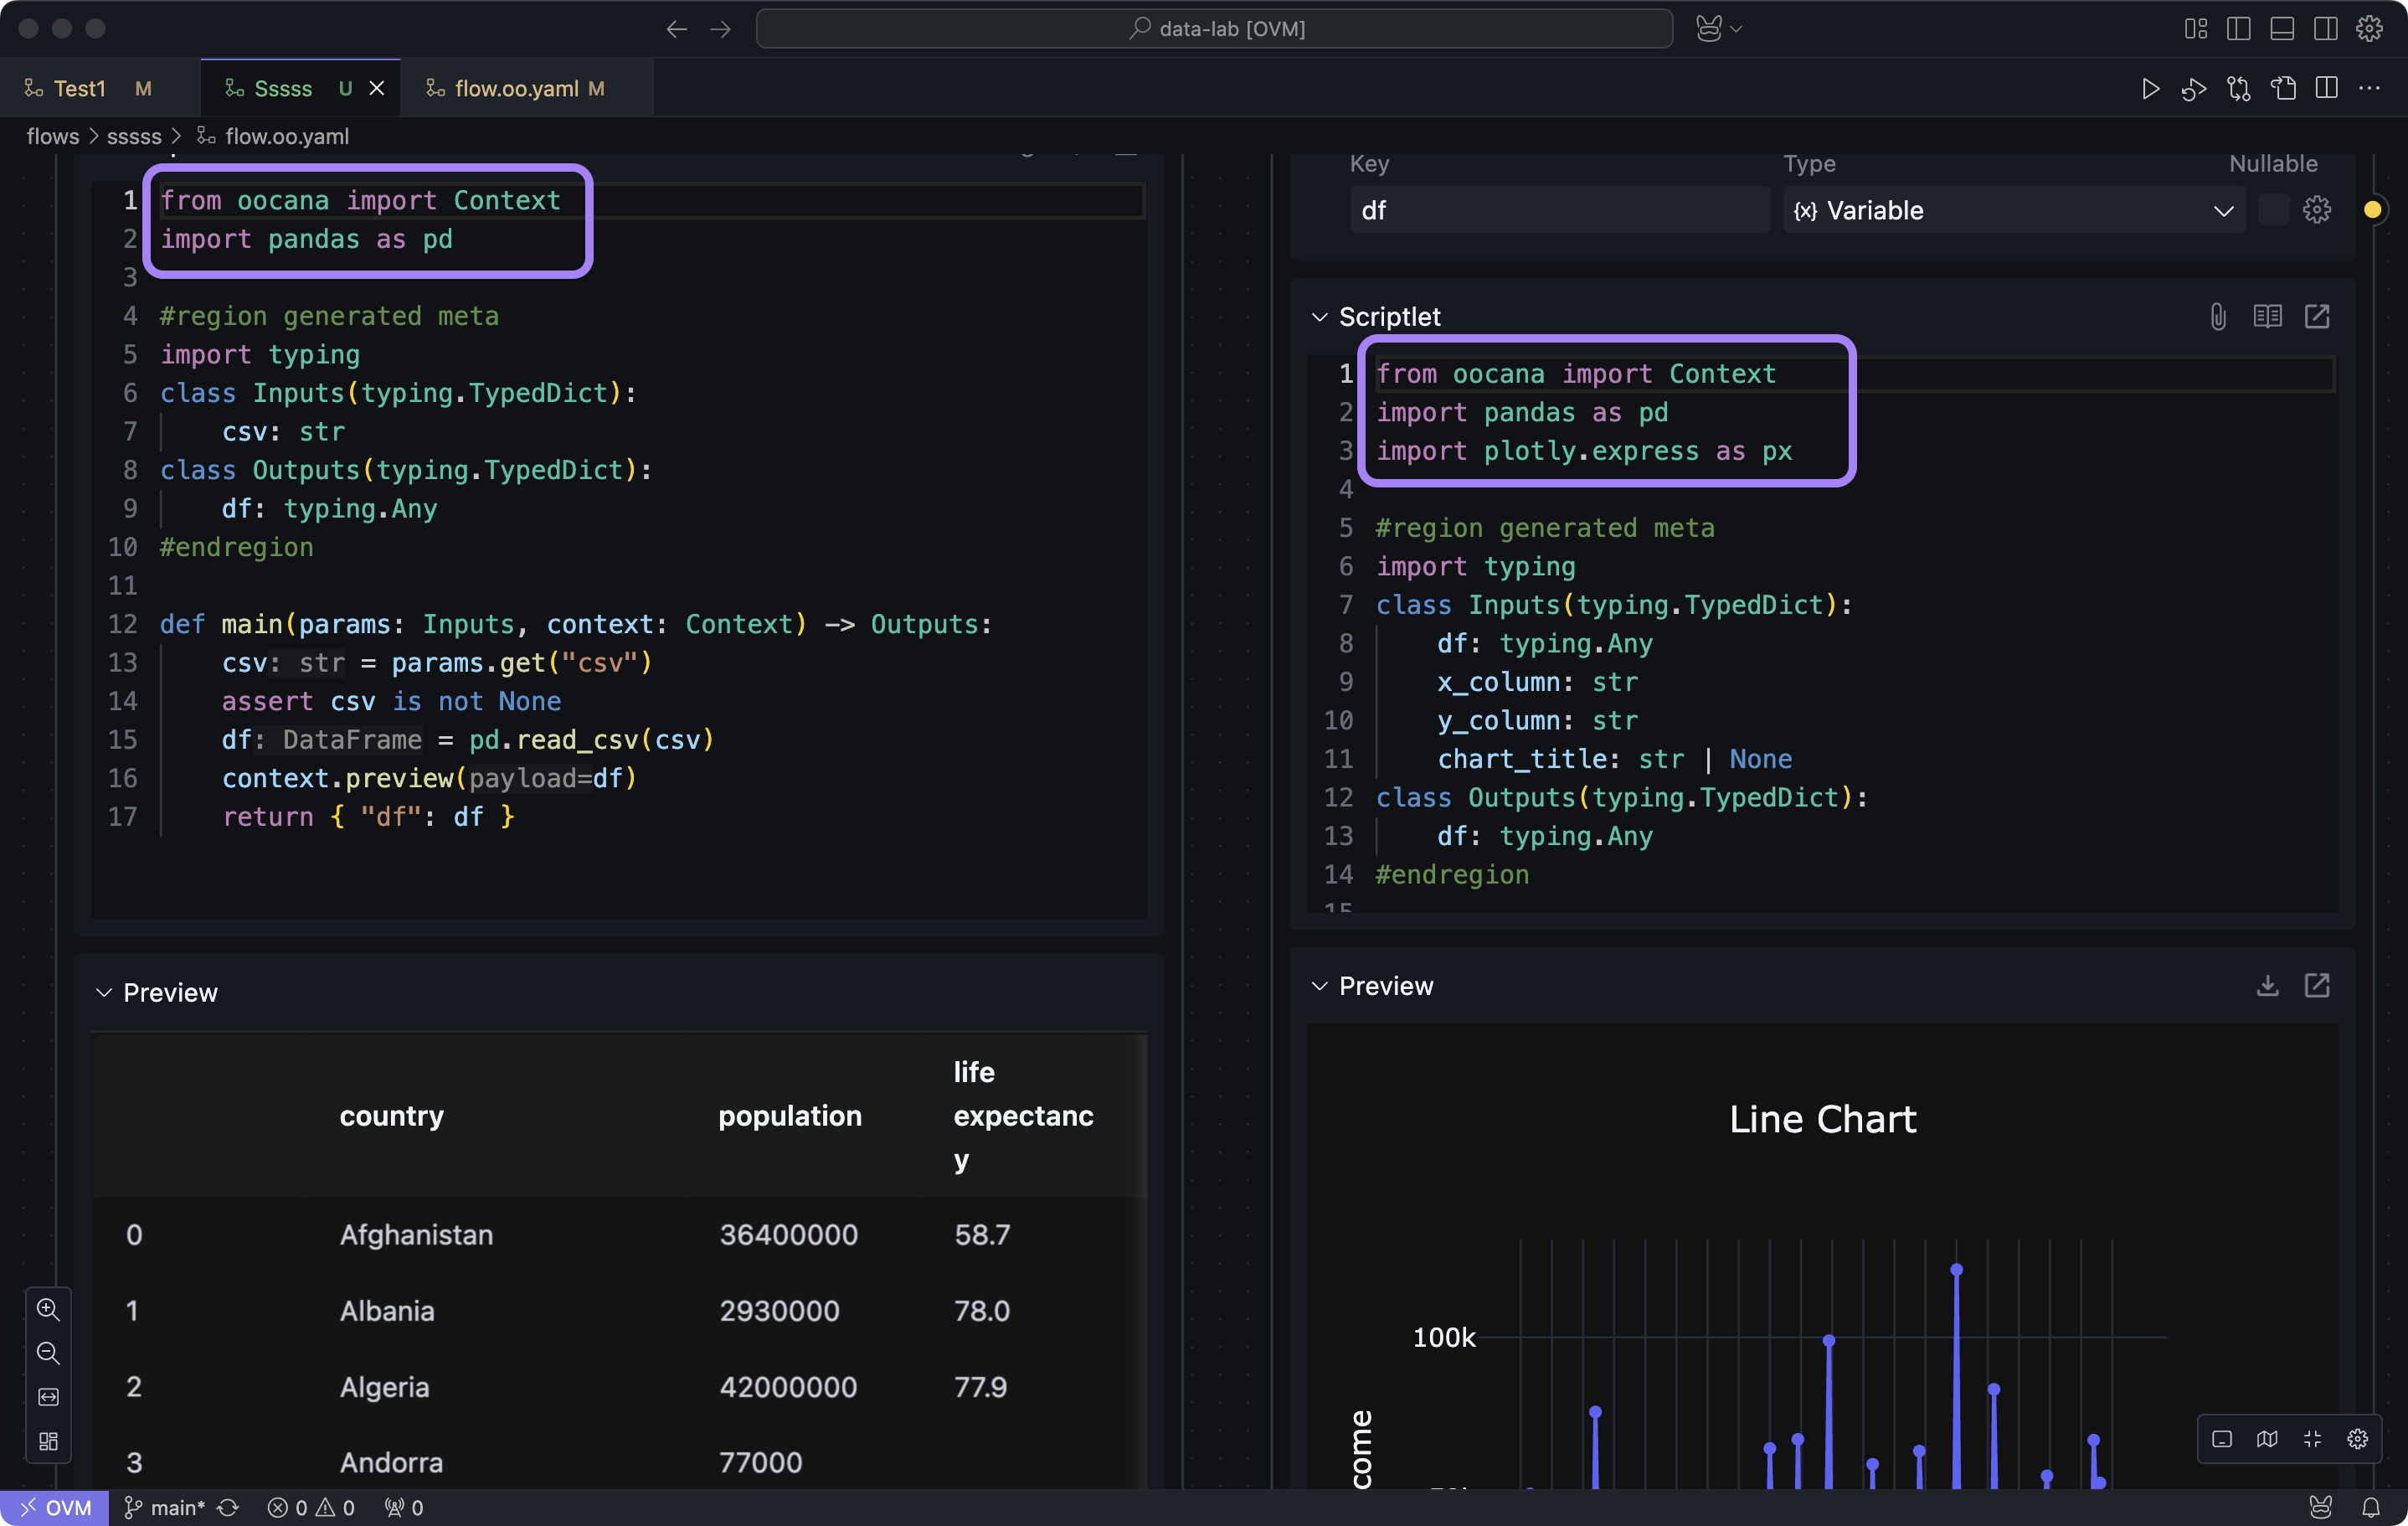 data-lab [OVM]
Test1 M
Sssss U
flow.oo.yaml M
flows > sssss > flow.oo.yaml
1 from oocana import Context
2 import pandas as pd
3
4 #region generated meta
5 import typing
6 class Inputs(typing.TypedDict):
7 csv: str
8 class Outputs(typing.TypedDict):
9 df: typing.Any
10 #endregion
11
12 def main(params: Inputs, context: Context) -> Outputs:
13 csv: str = params.get("csv")
14 assert csv is not None
15 df: DataFrame = pd.read_csv(csv)
16 context.preview(payload=df)
17 return { "df": df }
Preview
country population life expectancy
0 Afghanistan 36400000 58.7
1 Albania 2930000 78.0
2 Algeria 42000000 77.9
3 Andorra 77000
Key Type Nullable
df {x} Variable
Scriptlet
1 from oocana import Context
2 import pandas as pd
3 import plotly.express as px
4
5 #region generated meta
6 import typing
7 class Inputs(typing.TypedDict):
8 df: typing.Any
9 x_column: str
10 y_column: str
11 chart_title: str | None
12 class Outputs(typing.TypedDict):
13 df: typing.Any
14 #endregion
15
Preview
Line Chart
100k
come
OVM main* 0 0 0